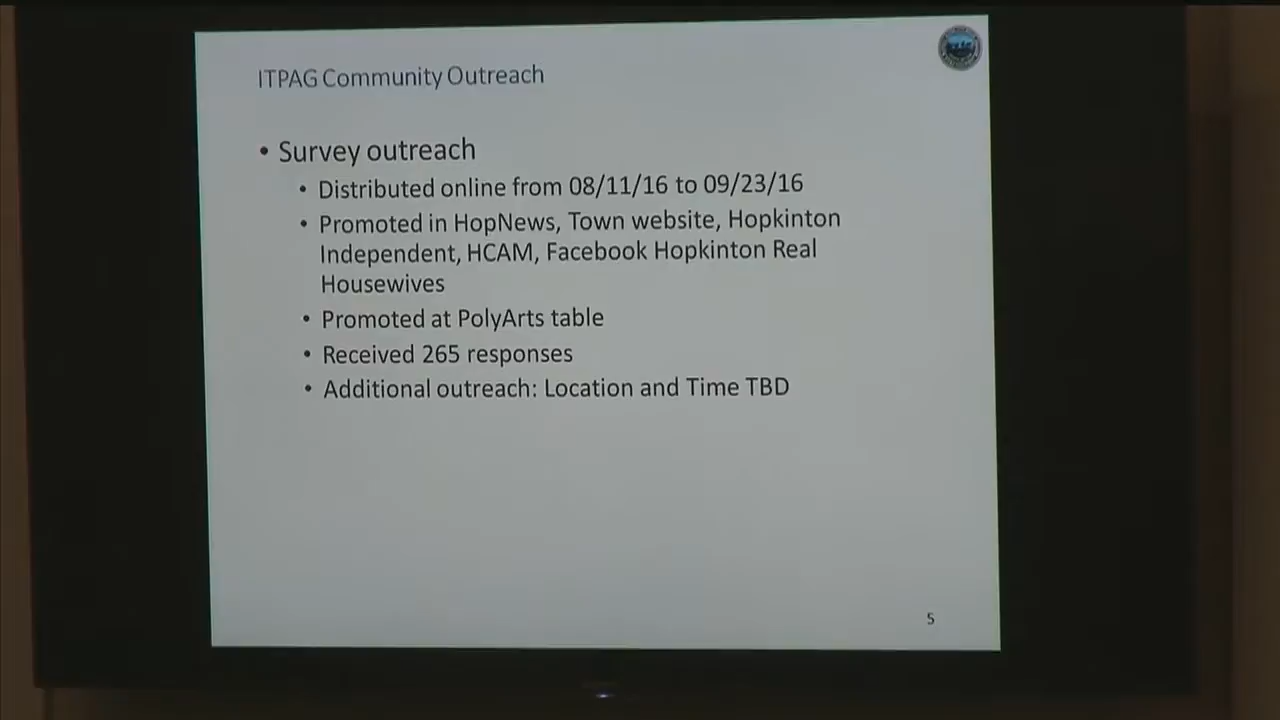 ITPAG Community Outreach
• Survey outreach
• Distributed online from 08/11/16 to 09/23/16
• Promoted in HopNews, Town website, Hopkinton
Independent, HCAM, Facebook Hopkinton Real
Housewives
• Promoted at PolyArts table
• Received 265 responses
• Additional outreach: Location and Time TBD
5